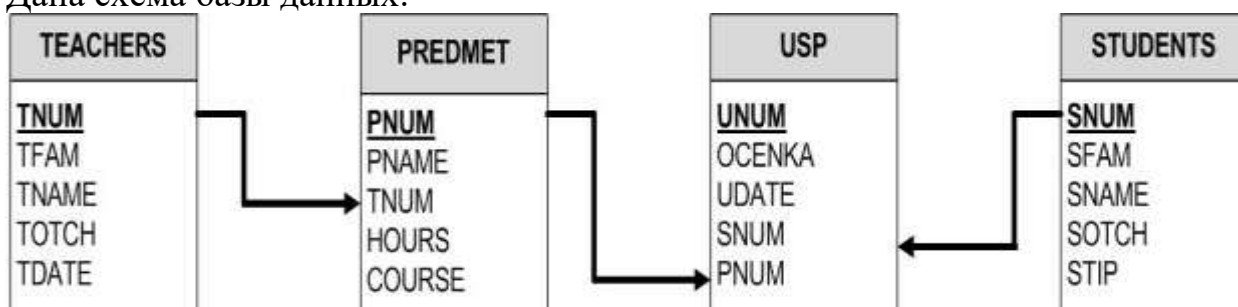 Дана схема базы данных:
TEACHERS
TNUM
TFAM
TNAME
TOTCH
TDATE
PREDMET
PNUM
PNAME
TNUM
HOURS
COURSE
USP
UNUM
OCENKA
UDATE
SNUM
PNUM
STUDENTS
SNUM
SFAM
SNAME
SOTCH
STIP